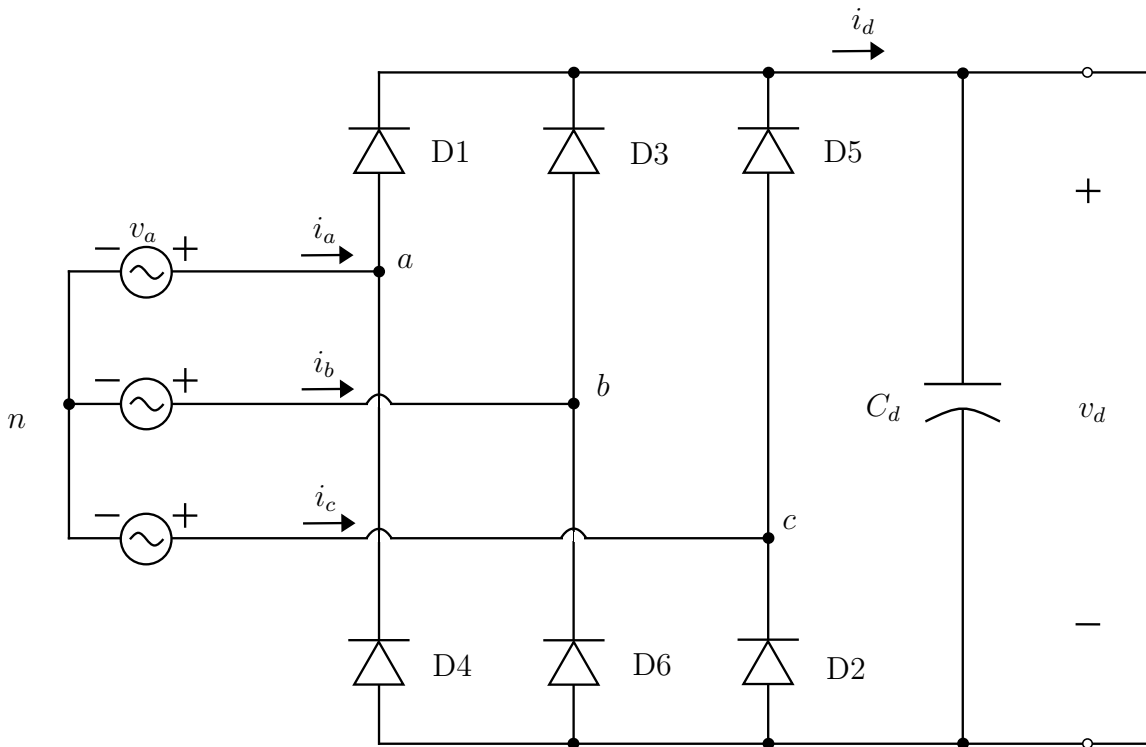 i_d
D1 D3 D5
+
− v_a +
i_a
a
− +
i_b
b
n
C_d
v_d
− +
i_c
c
−
D4 D6 D2